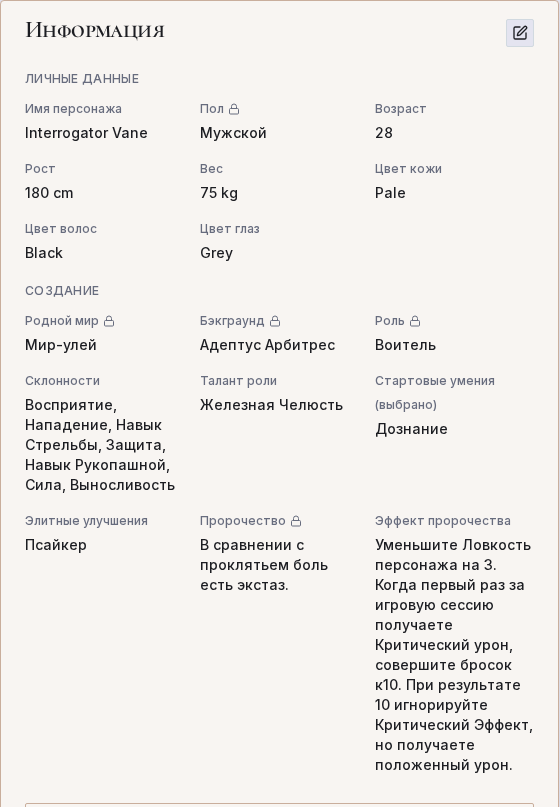 Информация
ЛИЧНЫЕ ДАННЫЕ
Имя персонажа
Interrogator Vane
Пол
Мужской
Возраст
28
Рост
180 cm
Вес
75 kg
Цвет кожи
Pale
Цвет волос
Black
Цвет глаз
Grey
СОЗДАНИЕ
Родной мир
Мир-улей
Бэкграунд
Адептус Арбитрес
Роль
Воитель
Склонности
Восприятие,
Нападение, Навык
Стрельбы, Защита,
Навык Рукопашной,
Сила, Выносливость
Талант роли
Железная Челюсть
Стартовые умения
(выбрано)
Дознание
Элитные улучшения
Псайкер
Пророчество
В сравнении с
проклятьем боль
есть экстаз.
Эффект пророчества
Уменьшите Ловкость
персонажа на 3.
Когда первый раз за
игровую сессию
получаете
Критический урон,
совершите бросок
к10. При результате
10 игнорируйте
Критический Эффект,
но получаете
положенный урон.